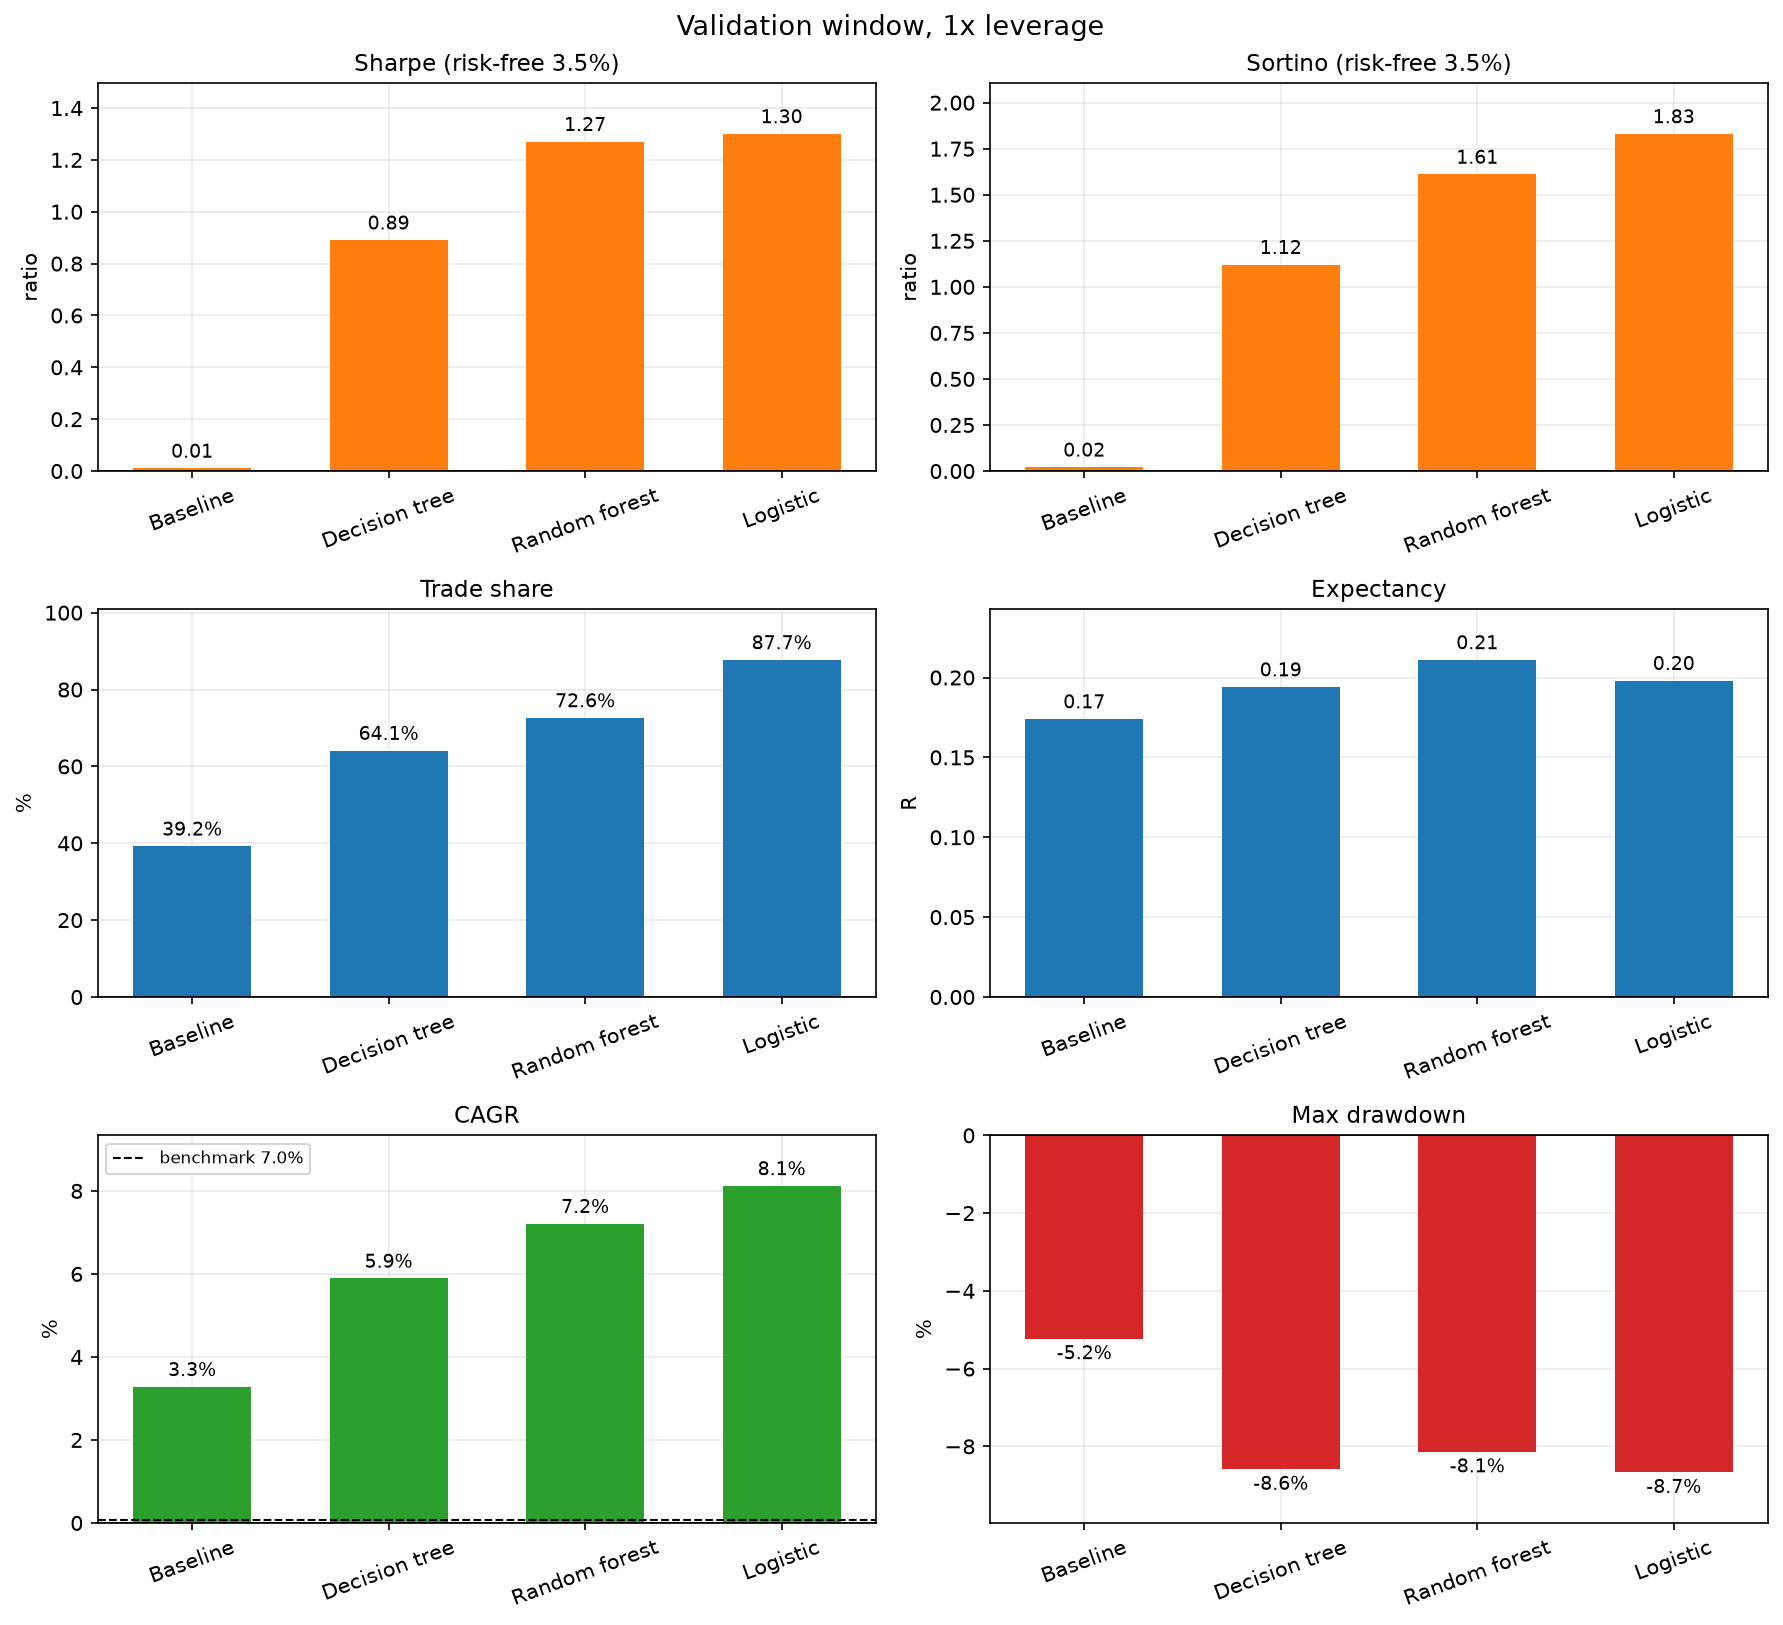 Validation window, 1x leverage
Sharpe (risk-free 3.5%)
1.4
1.2
1.0
0.8
0.6
0.4
0.2
0.0
ratio
0.01
0.89
1.27
1.30
Baseline
Decision tree
Random forest
Logistic
Sortino (risk-free 3.5%)
2.00
1.75
1.50
1.25
1.00
0.75
0.50
0.25
0.00
ratio
0.02
1.12
1.61
1.83
Baseline
Decision tree
Random forest
Logistic
Trade share
100
80
60
40
20
0
%
39.2%
64.1%
72.6%
87.7%
Baseline
Decision tree
Random forest
Logistic
Expectancy
0.20
0.15
0.10
0.05
0.00
R
0.17
0.19
0.21
0.20
Baseline
Decision tree
Random forest
Logistic
CAGR
benchmark 7.0%
8
6
4
2
0
%
3.3%
5.9%
7.2%
8.1%
Baseline
Decision tree
Random forest
Logistic
Max drawdown
0
−2
−4
−6
−8
%
-5.2%
-8.6%
-8.1%
-8.7%
Baseline
Decision tree
Random forest
Logistic